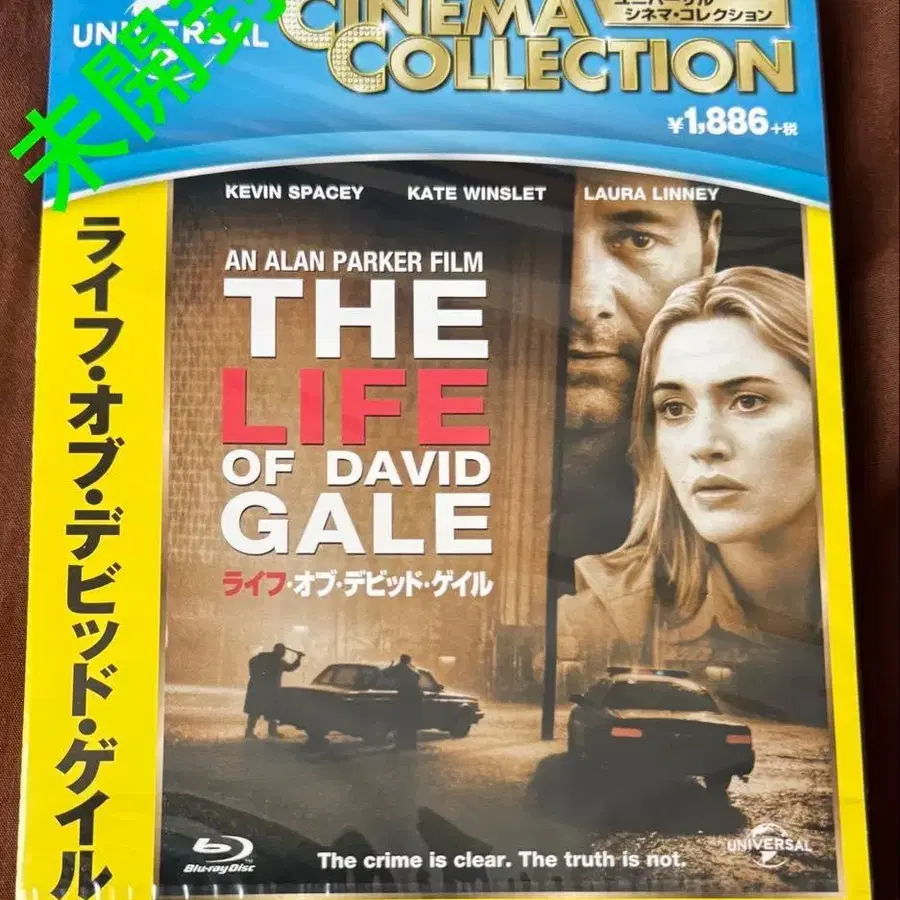 未開封
UNIVERSAL
CINEMA
COLLECTION
ユニバーサル
シネマ・コレクション
¥1,886+税
ライフ・オブ・デビッド・ゲイル
KEVIN SPACEY KATE WINSLET LAURA LINNEY
AN ALAN PARKER FILM
THE
LIFE
OF DAVID
GALE
ライフ・オブ・デビッド・ゲイル
Blu-ray Disc
The crime is clear. The truth is not.
UNIVERSAL